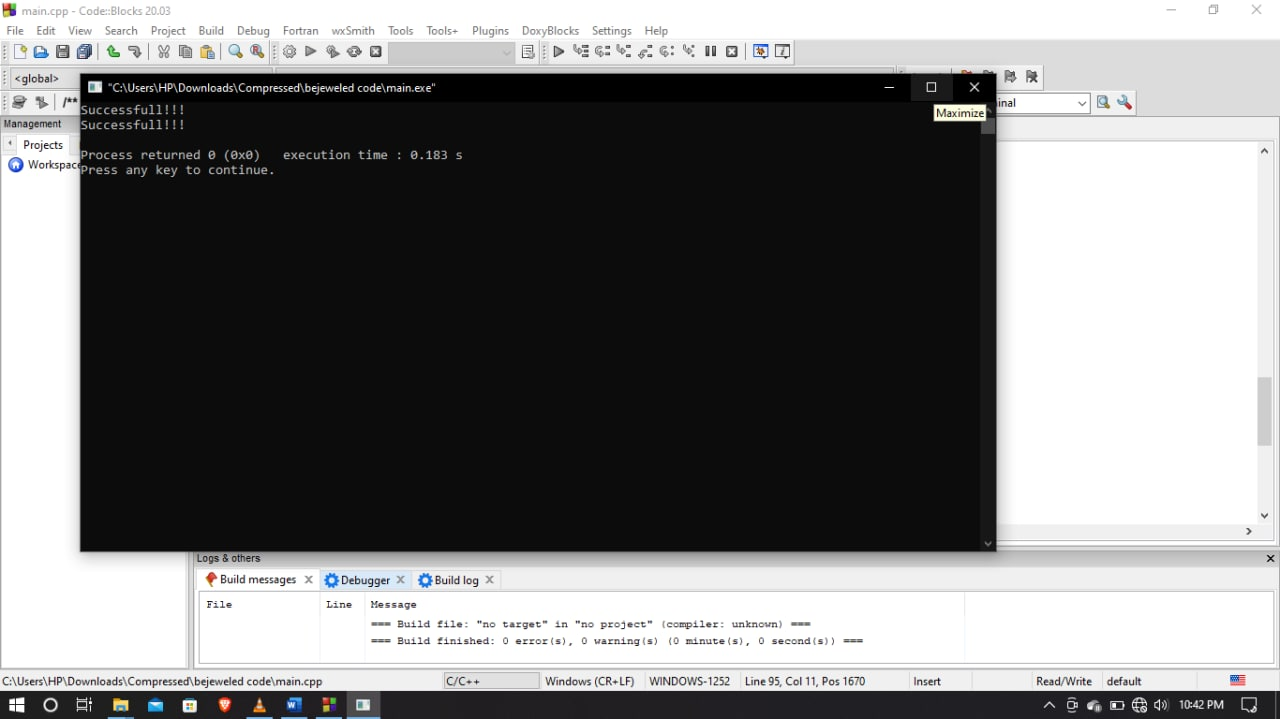 main.cpp - Code::Blocks 20.03
File Edit View Search Project Build Debug Fortran wxSmith Tools Tools+ Plugins DoxyBlocks Settings Help
<global>
"C:\Users\HP\Downloads\Compressed\bejeweled code\main.exe"
/**
inal
Maximize
Successfull!!!
Successfull!!!
Process returned 0 (0x0)   execution time : 0.183 s
Press any key to continue.
Management
Projects
Workspace
Logs & others
Build messages
Debugger
Build log
File Line Message
=== Build file: "no target" in "no project" (compiler: unknown) ===
=== Build finished: 0 error(s), 0 warning(s) (0 minute(s), 0 second(s)) ===
C:\Users\HP\Downloads\Compressed\bejeweled code\main.cpp C/C++ Windows (CR+LF) WINDOWS-1252 Line 95, Col 11, Pos 1670 Insert Read/Write default
10:42 PM